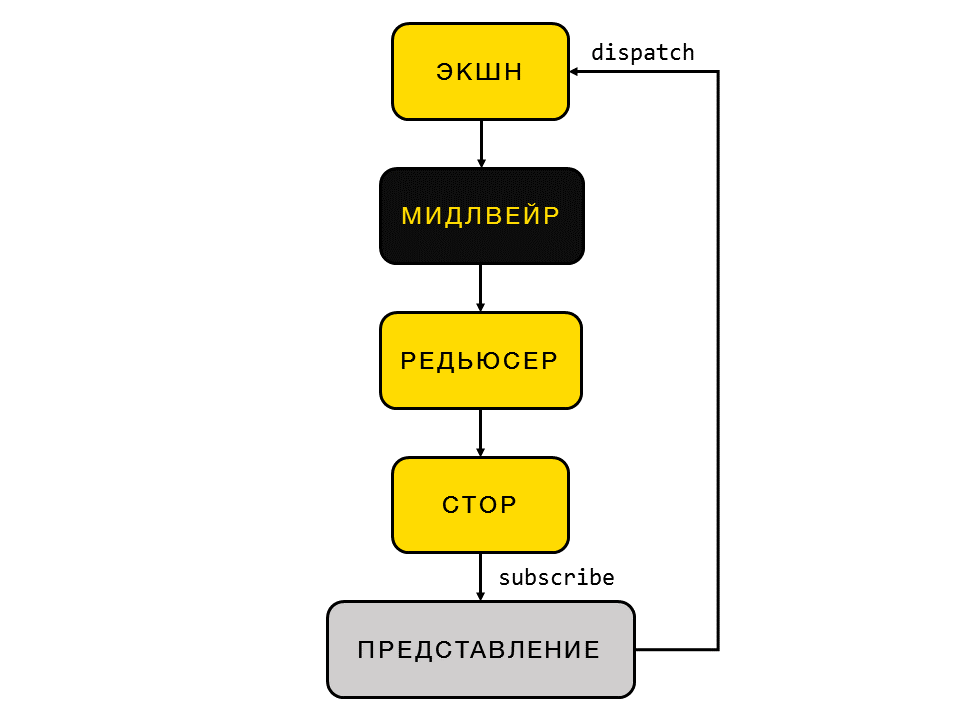 dispatch
ЭКШН
МИДЛВЕЙР
РЕДЬЮСЕР
СТОР
subscribe
ПРЕДСТАВЛЕНИЕ